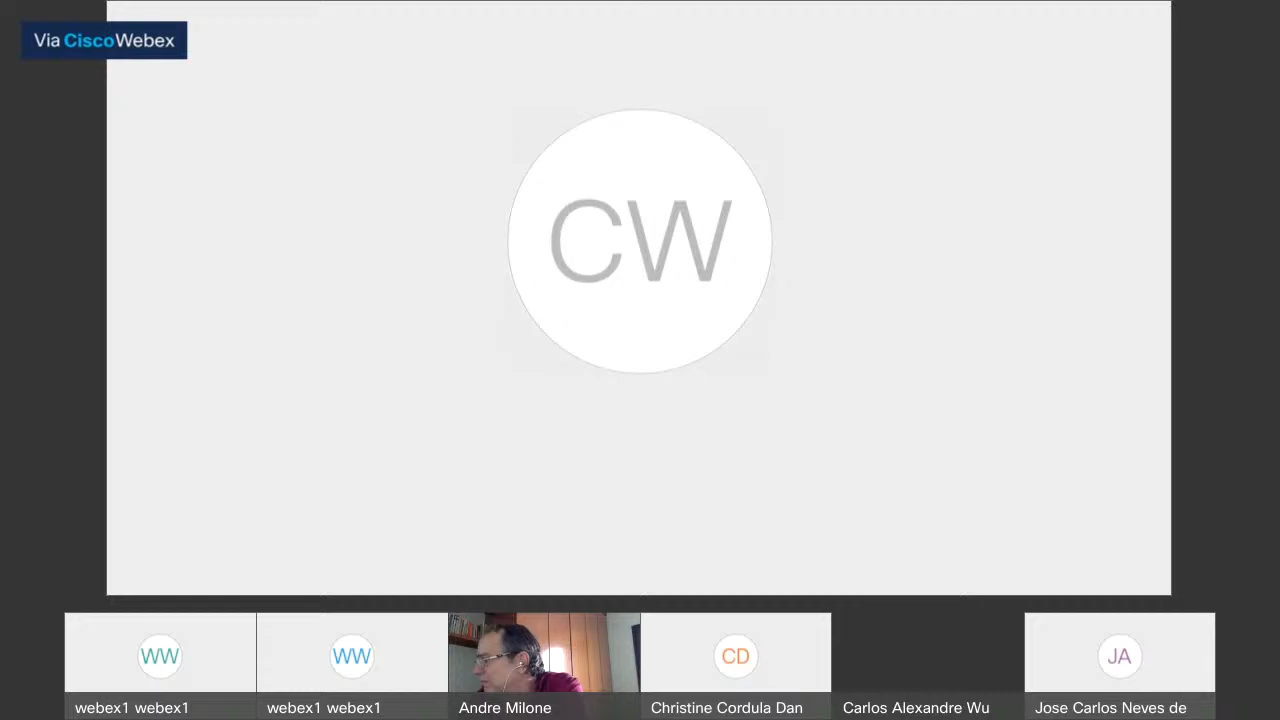 Via CiscoWebex
CW
WW
WW
CD
JA
webex1 webex1
webex1 webex1
Andre Milone
Christine Cordula Dan
Carlos Alexandre Wu
Jose Carlos Neves de